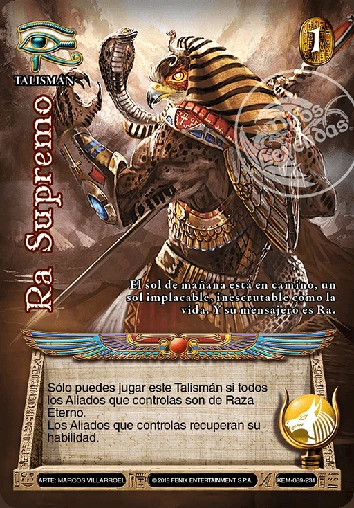 1
TALISMÁN
Ra Supremo
Mitos y Leyendas
El sol de mañana está en camino, un
sol implacable, inescrutable como la
vida. Y su mensajero es Ra.
Sólo puedes jugar este Talismán si todos
los Aliados que controlas son de Raza
Eterno.
Los Aliados que controlas recuperan su
habilidad.
ARTE: MARCOS VILLARROEL
©2015 FENIX ENTERTAINMENT S.P.A.